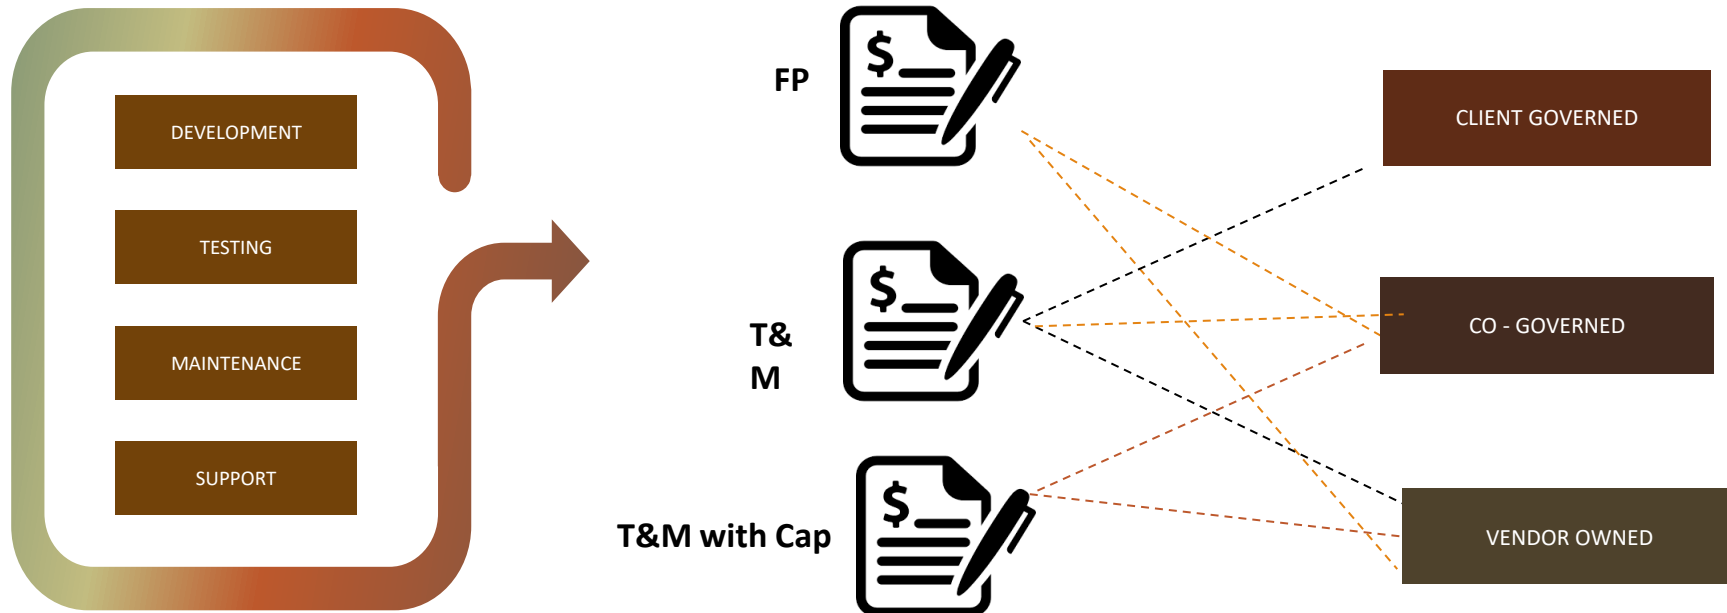 DEVELOPMENT
TESTING
MAINTENANCE
SUPPORT
FP
$
T&
M
$
T&M with Cap
$
CLIENT GOVERNED
CO - GOVERNED
VENDOR OWNED